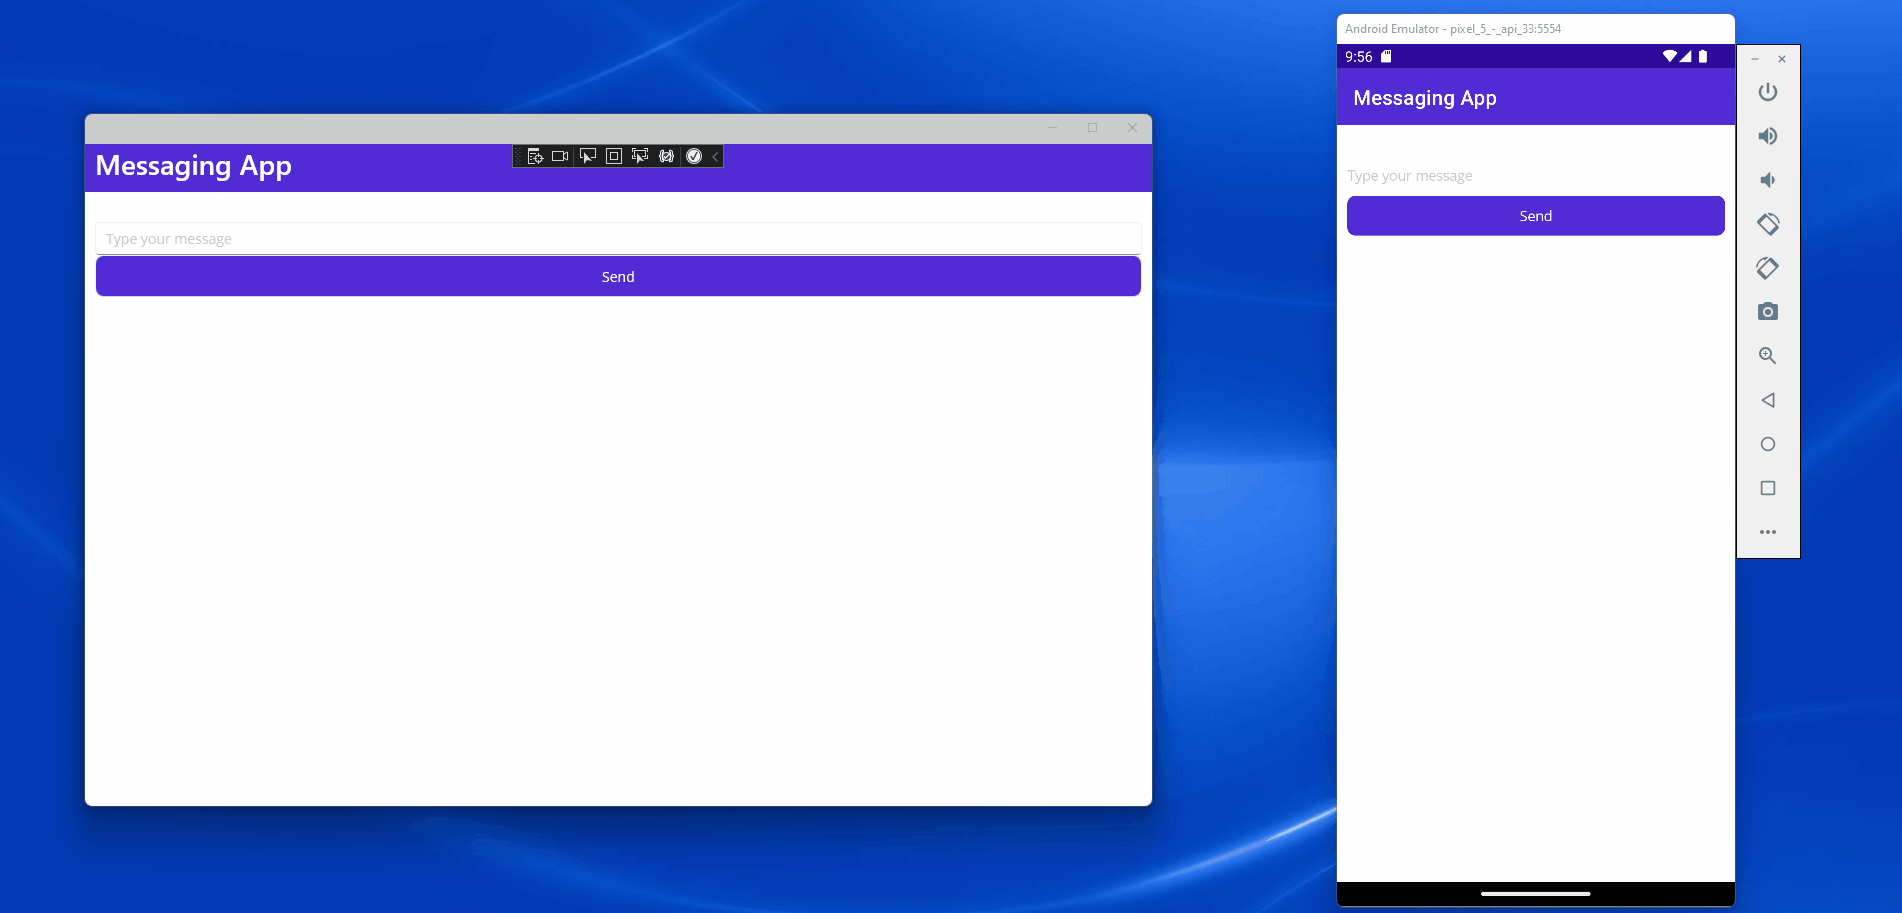 Messaging App
Type your message
Send
Android Emulator - pixel_5_-_api_33:5554
9:56
Messaging App
Type your message
Send